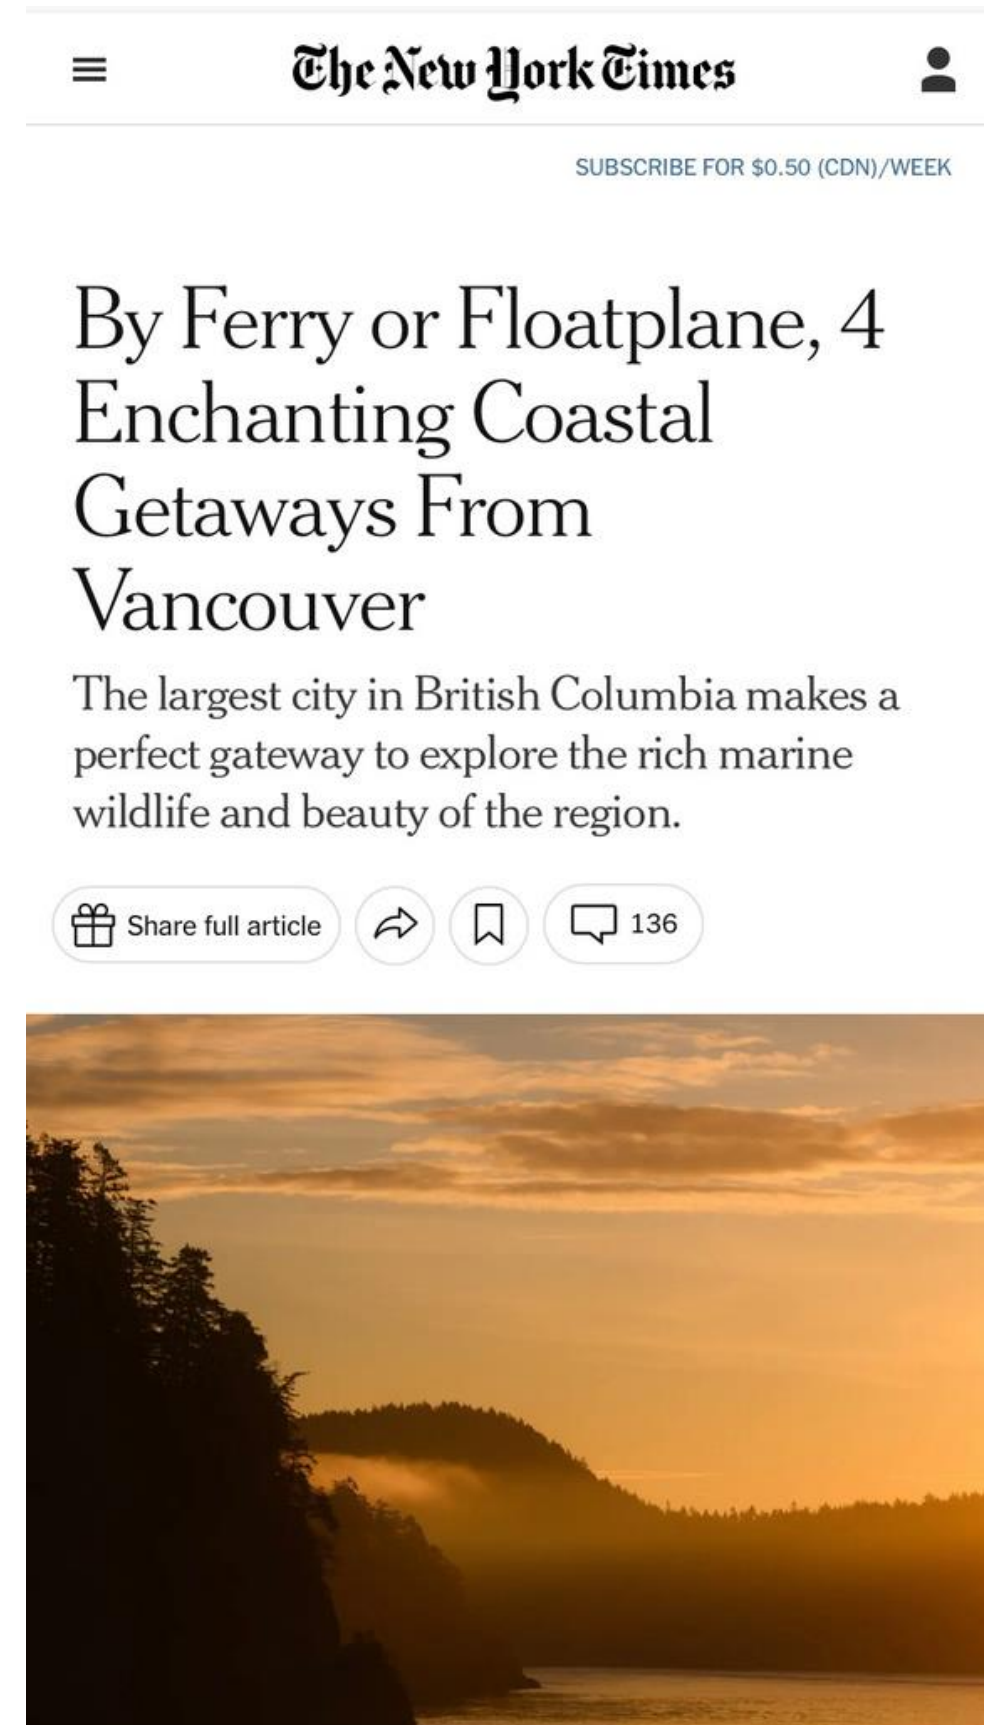 The New York Times
SUBSCRIBE FOR $0.50 (CDN)/WEEK
By Ferry or Floatplane, 4
Enchanting Coastal
Getaways From
Vancouver
The largest city in British Columbia makes a
perfect gateway to explore the rich marine
wildlife and beauty of the region.
Share full article
136